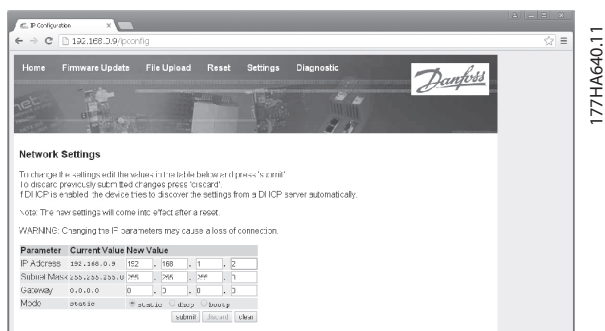 IP Configuration
192.168.0.9/ipconfig
Home Firmware Update File Upload Reset Settings Diagnostic
Danfoss
Network Settings
To change the settings edit the values in the table below and press 'submit'
To discard previously submitted changes press 'discard'.
If DHCP is enabled the device tries to discover the settings from a DHCP server automatically.
Note: The new settings will come into effect after a reset.
WARNING: Changing the IP parameters may cause a loss of connection.
Parameter Current Value New Value
IP Address 192.168.0.9 192 . 168 . 1 . 2
Subnet Mask 255.255.255.0 255 . 255 . 255 . 0
Gateway 0.0.0.0 0 . 0 . 0 . 0
Mode static static dhcp bootp
submit discard clear
177HA640.11